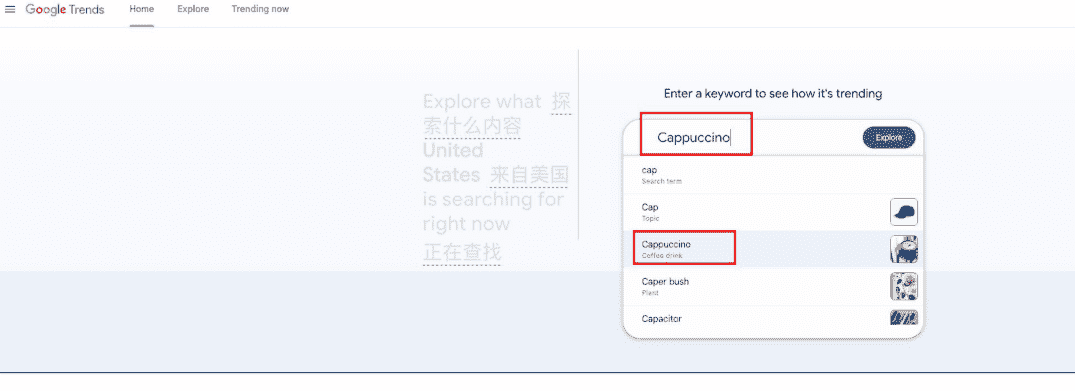 Google Trends Home Explore Trending now
Explore what 探
索什么内容
United
States 来自美国
is searching for
right now
正在查找
Enter a keyword to see how it's trending
Cappuccino Explore
cap
Search term
Cap
Topic
Cappuccino
Coffee drink
Caper bush
Plant
Capacitor